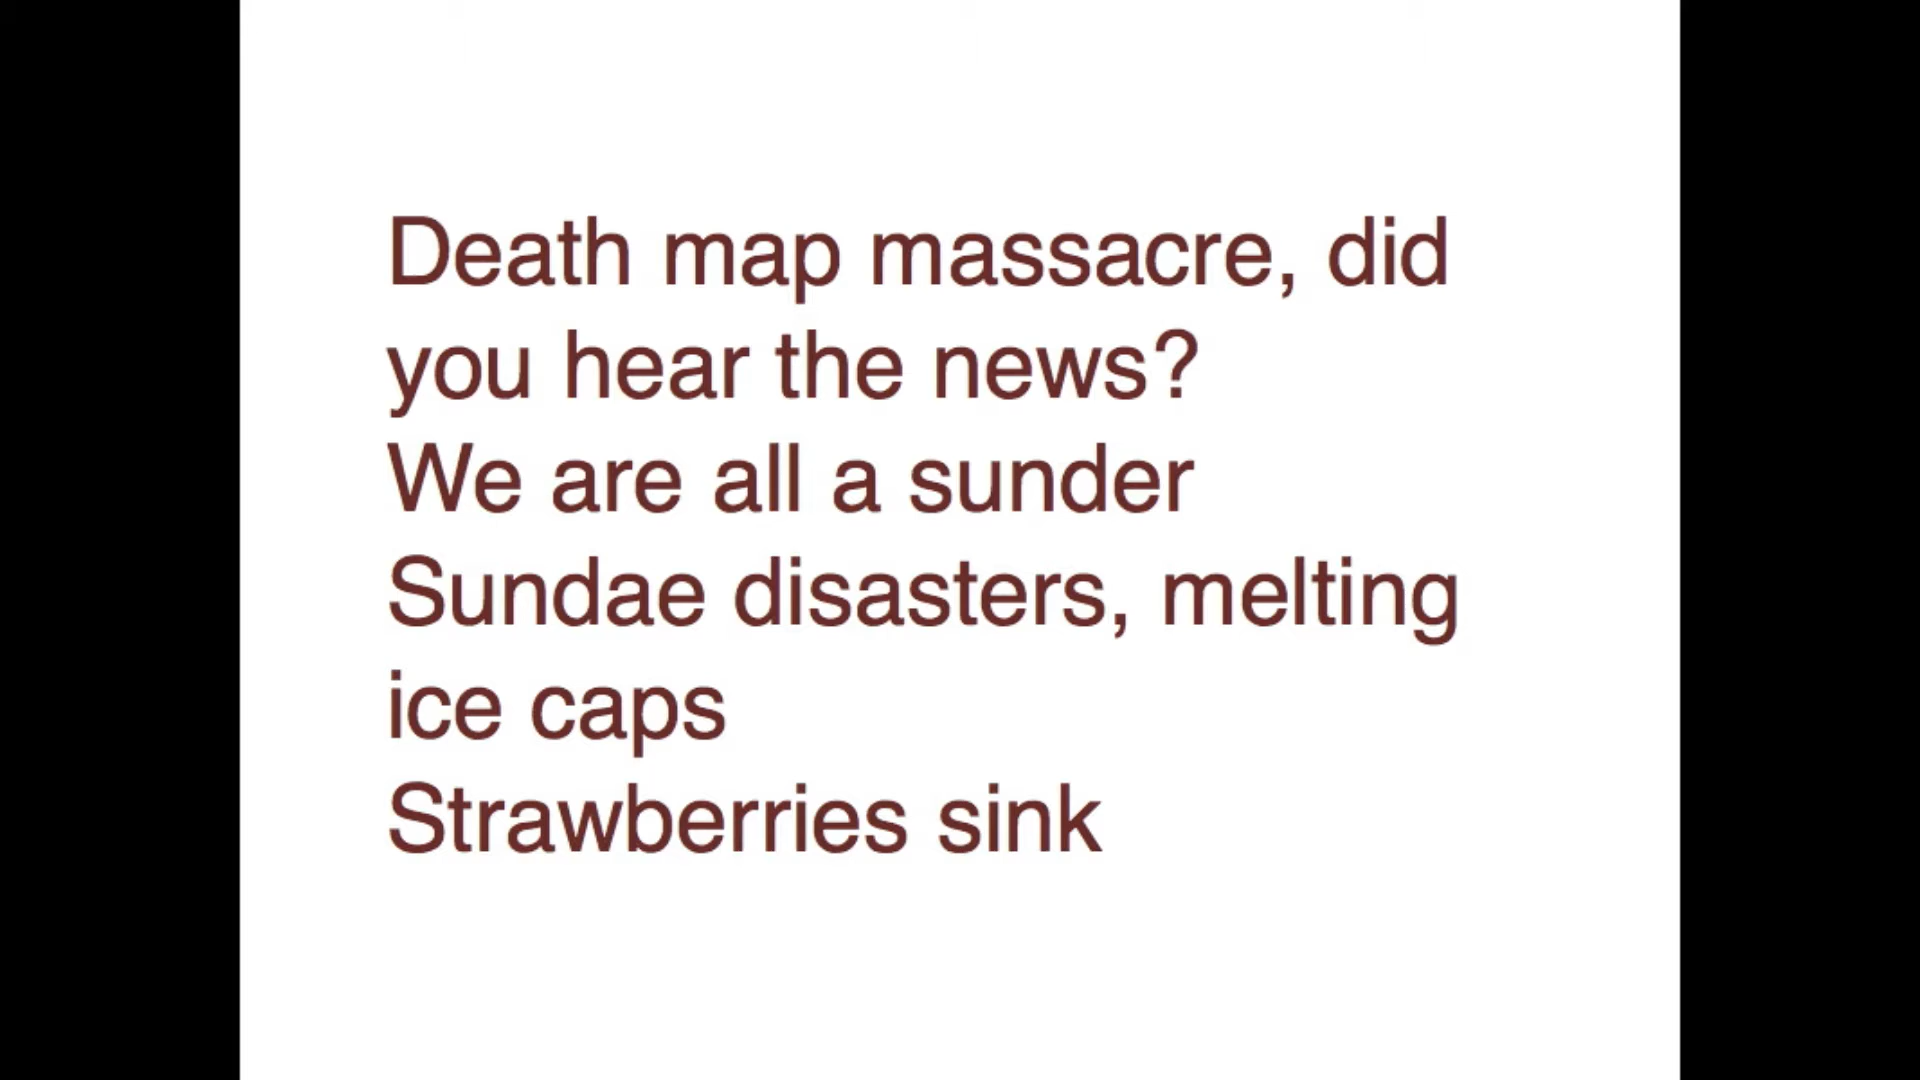 Death map massacre, did
you hear the news?
We are all a sunder
Sundae disasters, melting
ice caps
Strawberries sink